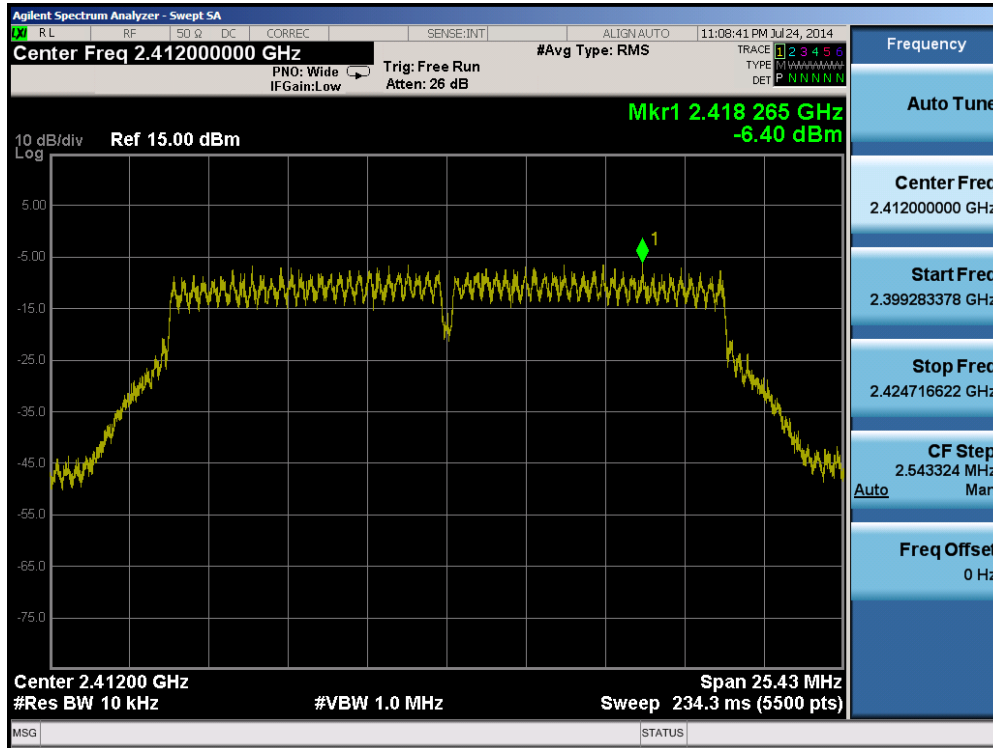 Agilent Spectrum Analyzer - Swept SA
LXI RL RF 50 Ω DC CORREC SENSE:INT ALIGN AUTO 11:08:41 PM Jul 24, 2014
Center Freq 2.412000000 GHz #Avg Type: RMS TRACE 1 2 3 4 5 6
PNO: Wide Trig: Free Run TYPE M
IFGain:Low Atten: 26 dB DET P N N N N N
Mkr1 2.418 265 GHz
-6.40 dBm
10 dB/div Ref 15.00 dBm
Log
5.00
-5.00
1
-15.0
-25.0
-35.0
-45.0
-55.0
-65.0
-75.0
Center 2.41200 GHz Span 25.43 MHz
#Res BW 10 kHz #VBW 1.0 MHz Sweep 234.3 ms (5500 pts)
MSG STATUS
Frequency
Auto Tune
Center Freq
2.412000000 GHz
Start Freq
2.399283378 GHz
Stop Freq
2.424716622 GHz
CF Step
2.543324 MHz
Auto Man
Freq Offset
0 Hz